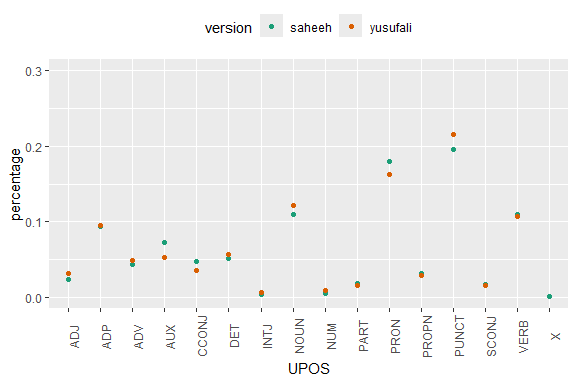 version saheeh yusufali
percentage
0.3
0.2
0.1
0.0
ADJ ADP ADV AUX CCONJ DET INTJ NOUN NUM PART PRON PROPN PUNCT SCONJ VERB X
UPOS